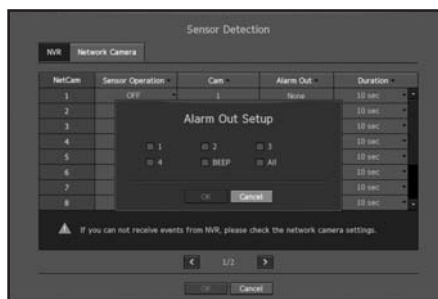 Sensor Detection
NVR Network Camera
NetCam Sensor Operation Cam Alarm Out Duration
1 OFF 1 None 10 sec
2 10 sec
3 10 sec
4 10 sec
5 10 sec
6 10 sec
7 10 sec
8 10 sec
Alarm Out Setup
1 2 3
4 BEEP All
OK Cancel
If you can not receive events from NVR, please check the network camera settings.
< 1/2 >
OK Cancel